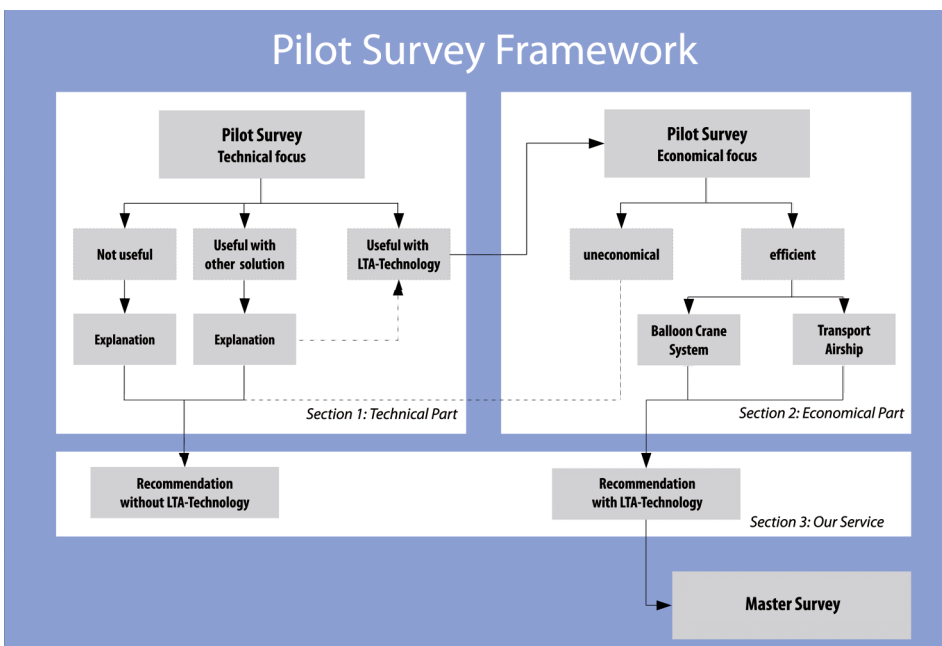 Pilot Survey Framework
Pilot Survey
Technical focus
Not useful
Useful with
other solution
Useful with
LTA-Technology
Explanation
Explanation
Section 1: Technical Part
Pilot Survey
Economical focus
uneconomical
efficient
Balloon Crane
System
Transport
Airship
Section 2: Economical Part
Recommendation
without LTA-Technology
Recommendation
with LTA-Technology
Section 3: Our Service
Master Survey